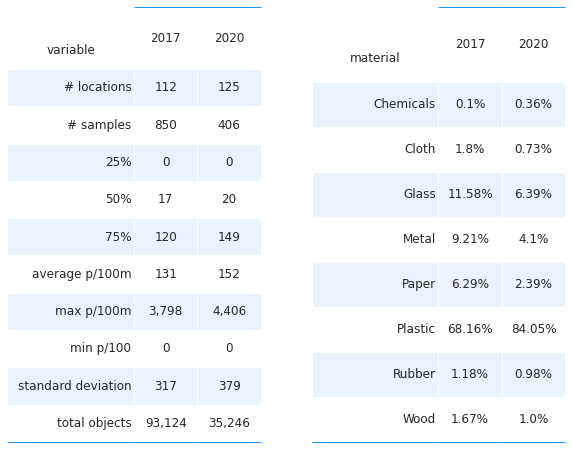 variable 2017 2020
# locations 112 125
# samples 850 406
25% 0 0
50% 17 20
75% 120 149
average p/100m 131 152
max p/100m 3,798 4,406
min p/100 0 0
standard deviation 317 379
total objects 93,124 35,246
material 2017 2020
Chemicals 0.1% 0.36%
Cloth 1.8% 0.73%
Glass 11.58% 6.39%
Metal 9.21% 4.1%
Paper 6.29% 2.39%
Plastic 68.16% 84.05%
Rubber 1.18% 0.98%
Wood 1.67% 1.0%